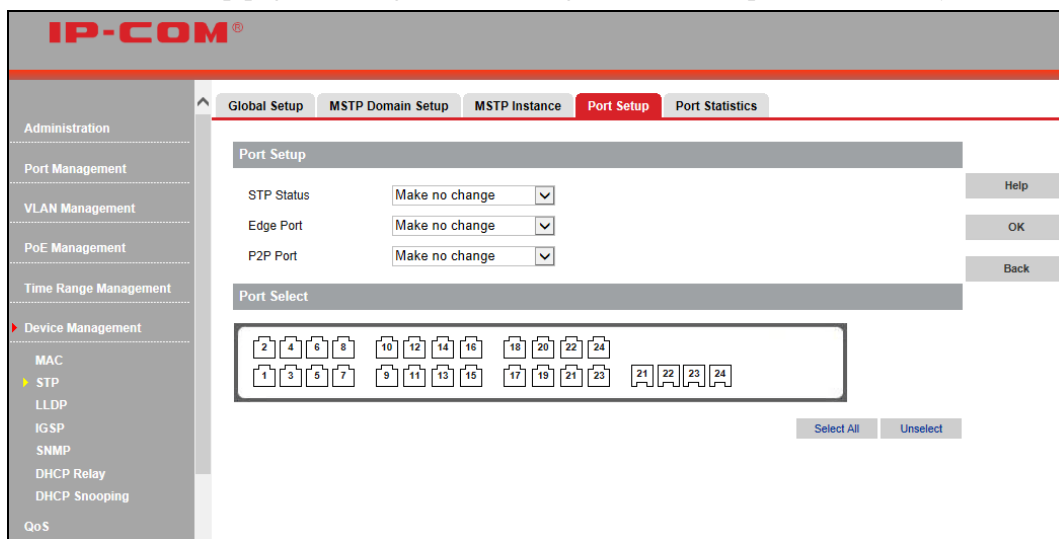 IP-COM®
Global Setup MSTP Domain Setup MSTP Instance Port Setup Port Statistics
Administration
Port Management
VLAN Management
PoE Management
Time Range Management
Device Management
MAC
STP
LLDP
IGSP
SNMP
DHCP Relay
DHCP Snooping
QoS
Port Setup
STP Status Make no change
Edge Port Make no change
P2P Port Make no change
Port Select
2 4 6 8 10 12 14 16 18 20 22 24
1 3 5 7 9 11 13 15 17 19 21 23 21 22 23 24
Select All Unselect
Help
OK
Back